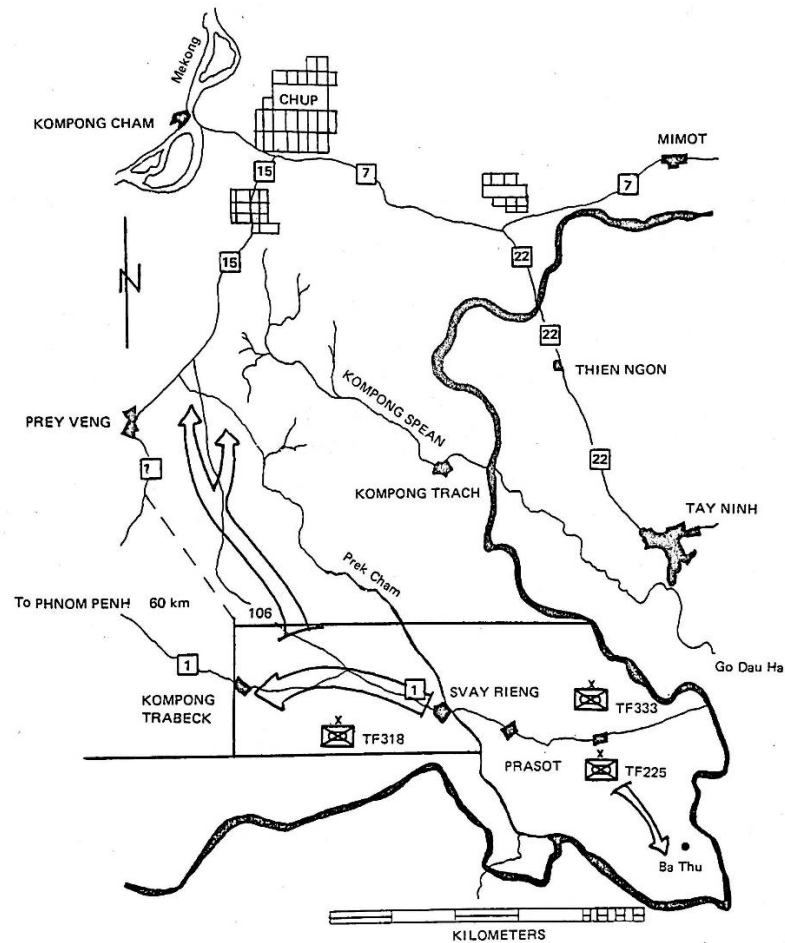 Mekong
CHUP
KOMPONG CHAM
MIMOT
15
7
7
15
22
22
THIEN NGON
KOMPONG SPEAN
PREY VENG
22
?
KOMPONG TRACH
TAY NINH
Prek Cham
To PHNOM PENH 60 km
106
Go Dau Ha
1
1
SVAY RIENG
KOMPONG
TRABECK
X
TF333
X
TF318
PRASOT
X
TF225
Ba Thu
KILOMETERS
N